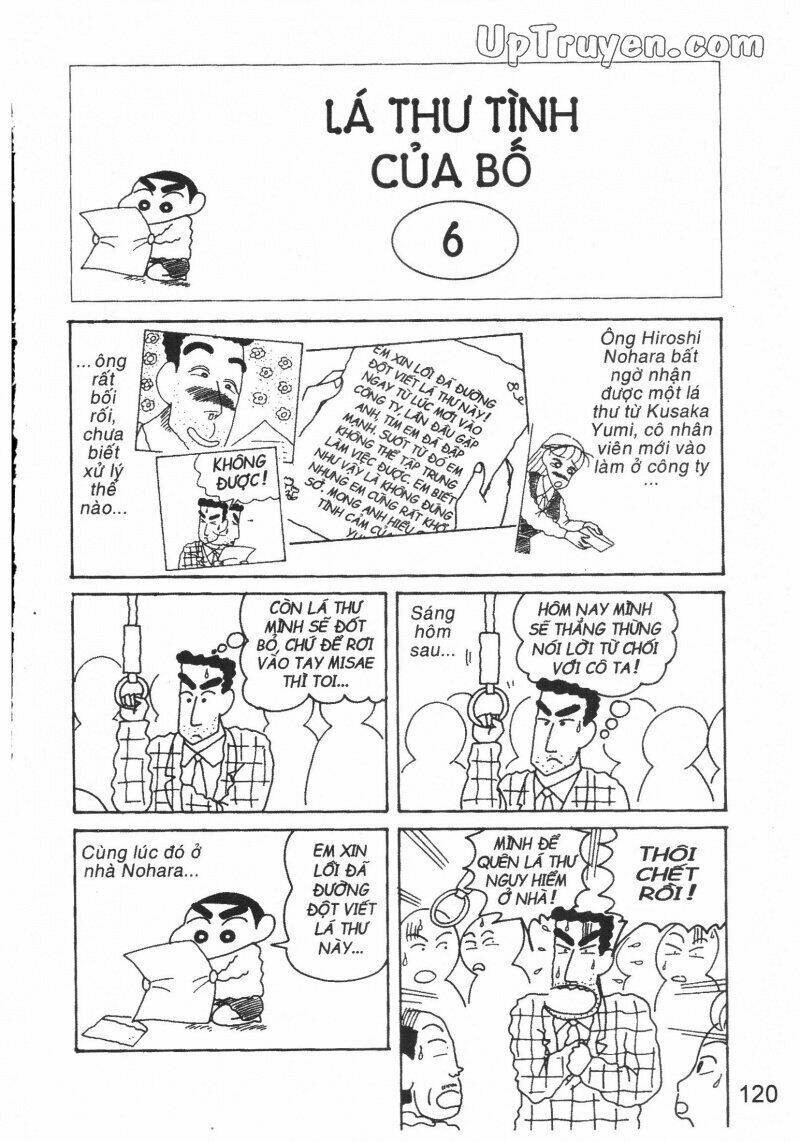 UpTruyen.com
LÁ THƯ TÌNH
CỦA BỐ
6
Ông Hiroshi
Nohara bất
ngờ nhận
được một lá
thư từ Kusaka
Yumi, cô nhân
viên mới vào
làm ở công ty
...
EM XIN LỖI ĐÃ ĐƯỜNG
ĐỘT VIẾT LÁ THƯ NÀY!
NGAY TỪ LÚC MỚI VÀO
CÔNG TY, LẦN ĐẦU GẶP
ANH, TIM EM ĐÃ ĐẬP
MẠNH. SUỐT TỪ ĐÓ EM
KHÔNG THỂ TẬP TRUNG
LÀM VIỆC ĐƯỢC. EM BIẾT
NHƯ VẬY LÀ KHÔNG ĐÚNG
NHƯNG EM CŨNG RẤT KHỔ
SỞ. MONG ANH HIỂU
TÌNH CẢM CỦA
... ông
rất
bối
rối,
chưa
biết
xử lý
thế
nào...
KHÔNG
ĐƯỢC!
Sáng
hôm
sau...
HÔM NAY MÌNH
SẼ THẲNG THỪNG
NÓI LỜI TỪ CHỐI
VỚI CÔ TA!
CÒN LÁ THƯ
MÌNH SẼ ĐỐT
BỎ, CHỨ ĐỂ RƠI
VÀO TAY MISAE
THÌ TOI...
THÔI
CHẾT
RỒI!
MÌNH ĐỂ
QUÊN LÁ THƯ
NGUY HIỂM
Ở NHÀ!
Cùng lúc đó ở
nhà Nohara...
EM XIN
LỖI ĐÃ
ĐƯỜNG
ĐỘT VIẾT
LÁ THƯ
NÀY...
120